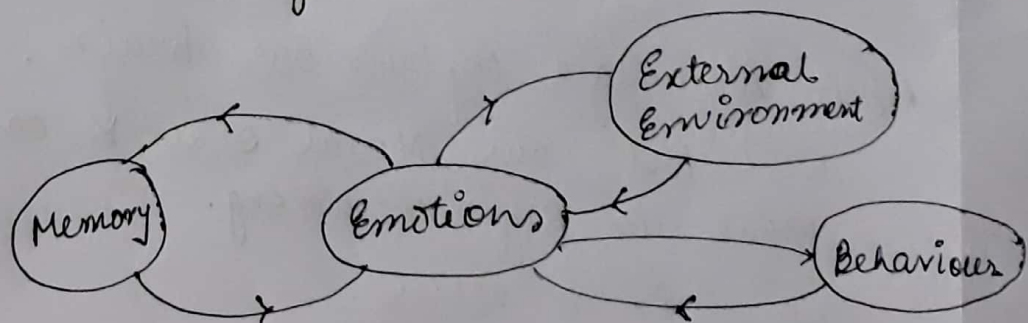 External
Environment
Memory
Emotions
Behaviour